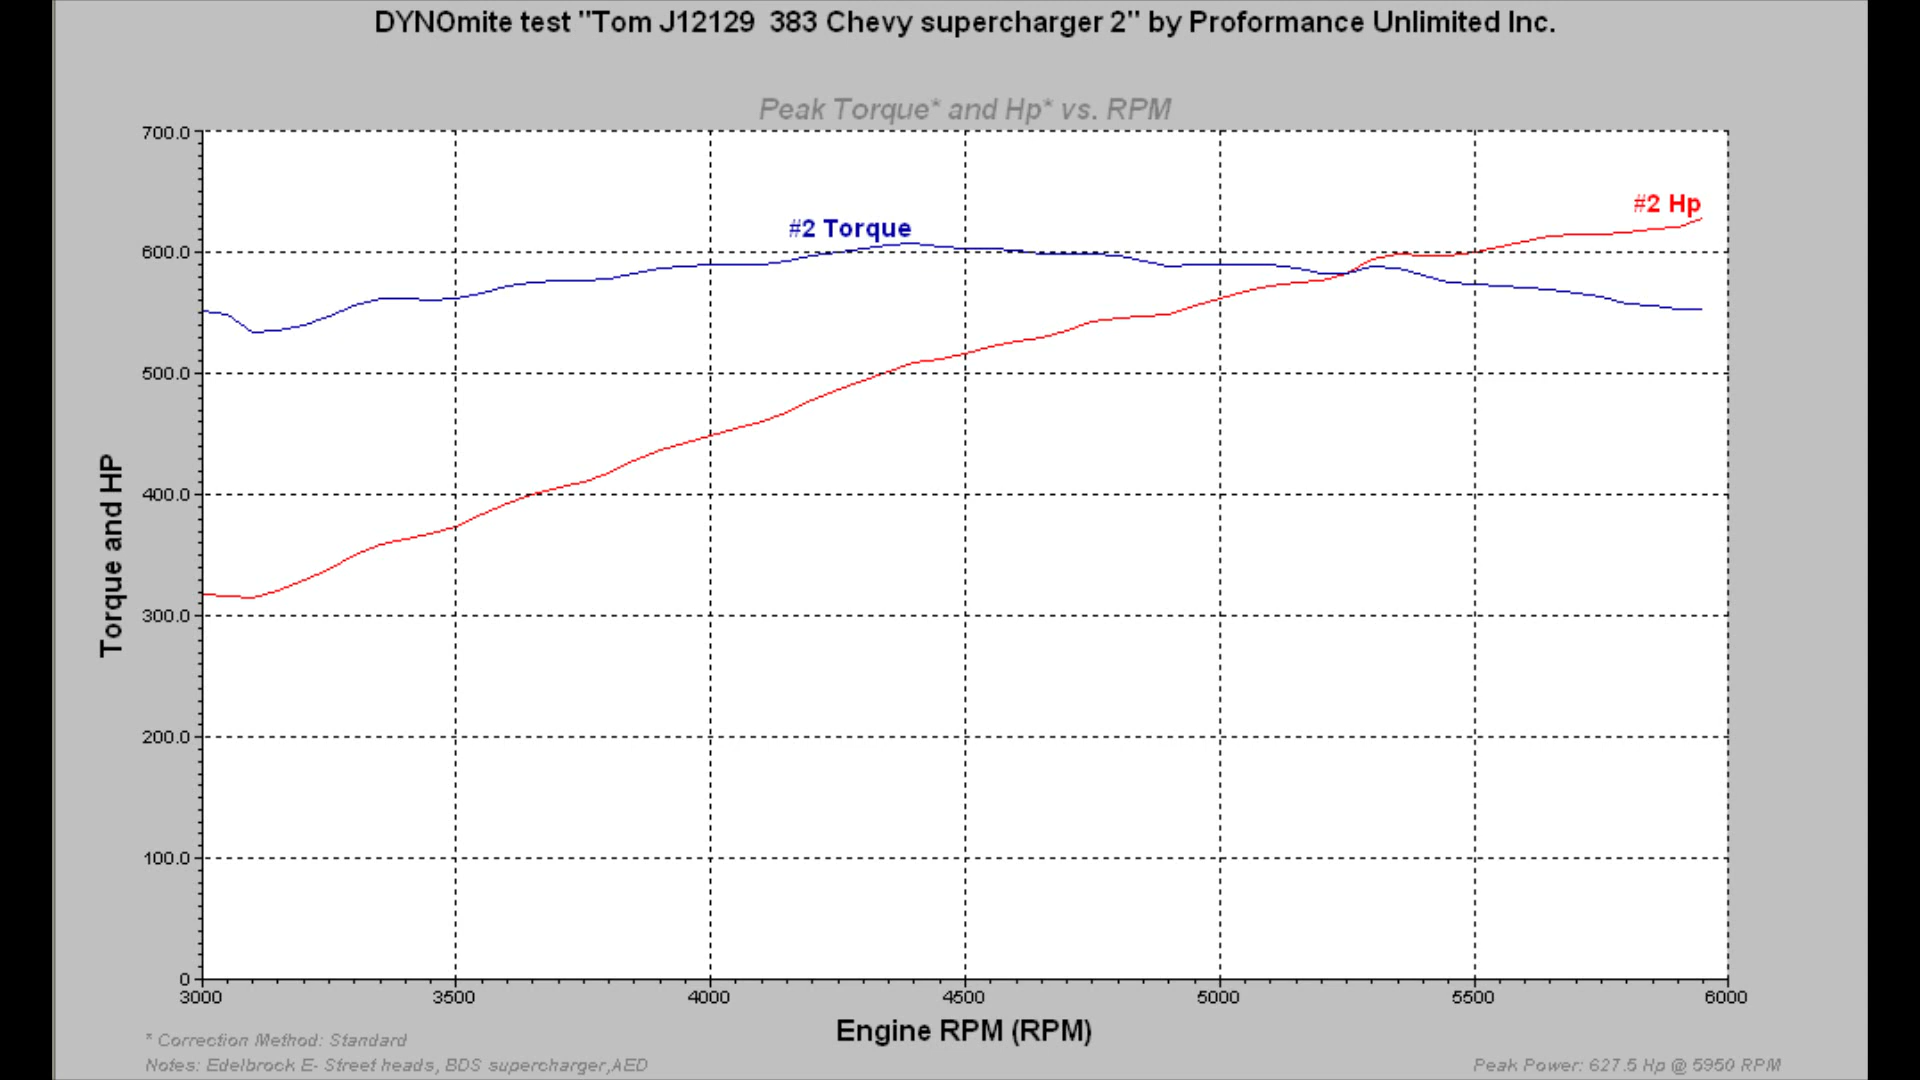 DYNOmite test "Tom J12129  383 Chevy supercharger 2" by Proformance Unlimited Inc.
Peak Torque* and Hp* vs. RPM
700.0
600.0
500.0
400.0
300.0
200.0
100.0
0
Torque and HP
#2 Torque
#2 Hp
3000 3500 4000 4500 5000 5500 6000
Engine RPM (RPM)
* Correction Method: Standard
Notes: Edelbrock E- Street heads, BDS supercharger,AED
Peak Power: 627.5 Hp @ 5950 RPM